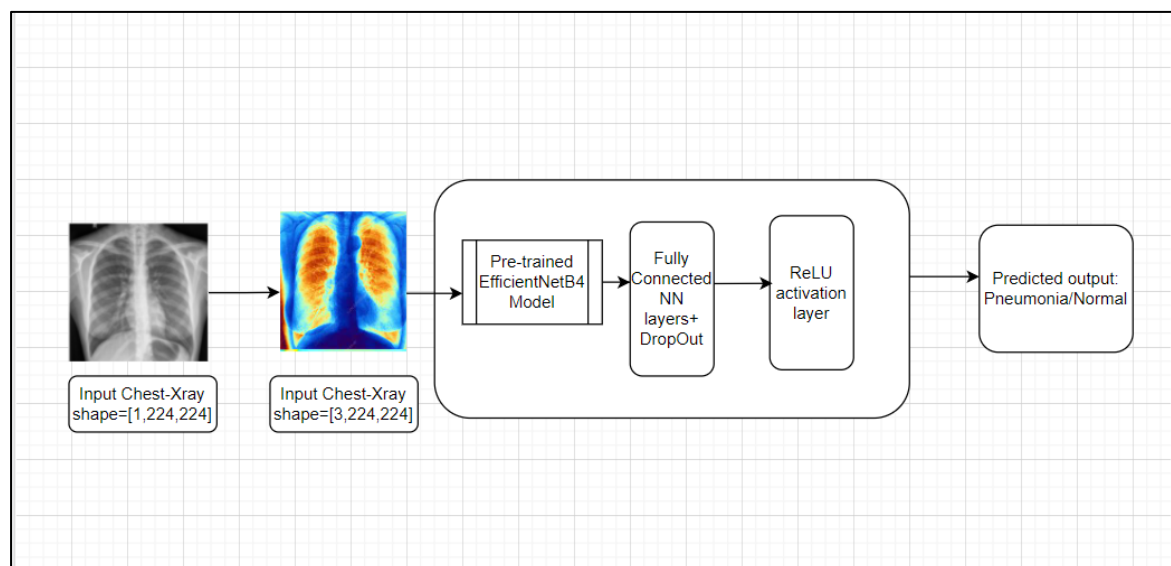 Input Chest-Xray
shape=[1,224,224]
Input Chest-Xray
shape=[3,224,224]
Pre-trained
EfficientNetB4
Model
Fully
Connected
NN
layers+
DropOut
ReLU
activation
layer
Predicted output:
Pneumonia/Normal